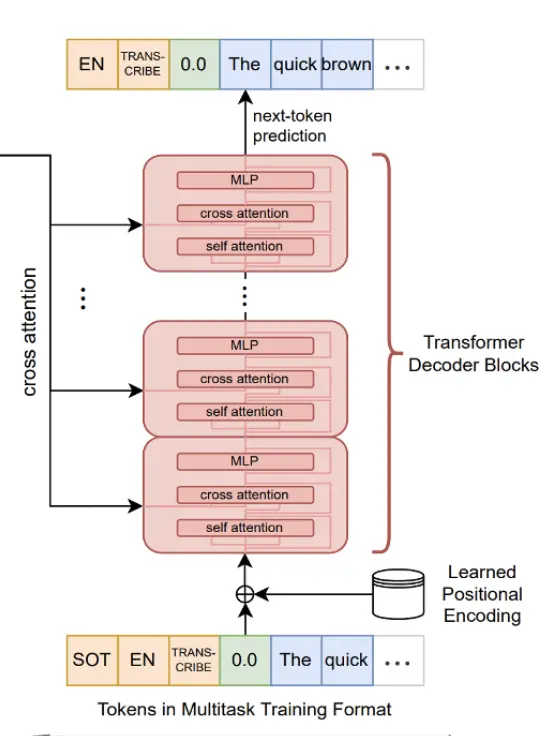 EN TRANS-CRIBE 0.0 The quick brown ...
next-token
prediction
MLP
cross attention
self attention
cross attention
...
...
MLP
cross attention
self attention
Transformer
Decoder Blocks
MLP
cross attention
self attention
Learned
Positional
Encoding
SOT EN TRANS-CRIBE 0.0 The quick ...
Tokens in Multitask Training Format